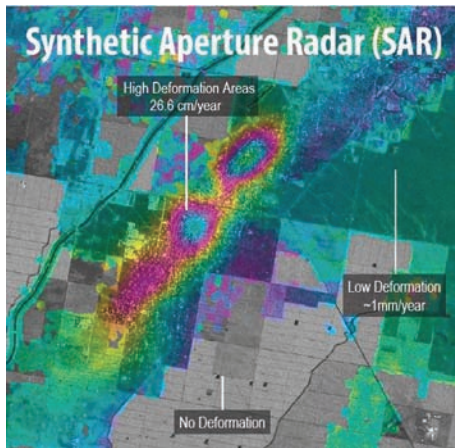 Synthetic Aperture Radar (SAR)
High Deformation Areas
26.6 cm/year
Low Deformation
~1mm/year
No Deformation